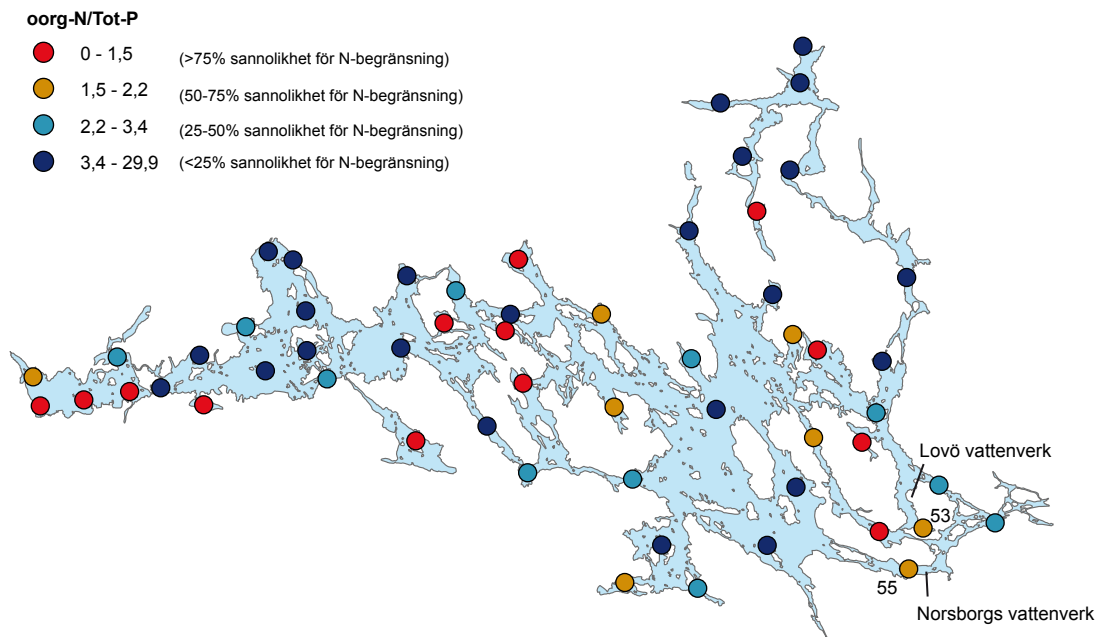 oorg-N/Tot-P
0 - 1,5 (>75% sannolikhet för N-begränsning)
1,5 - 2,2 (50-75% sannolikhet för N-begränsning)
2,2 - 3,4 (25-50% sannolikhet för N-begränsning)
3,4 - 29,9 (<25% sannolikhet för N-begränsning)
Lovö vattenverk
53
55
Norsborgs vattenverk